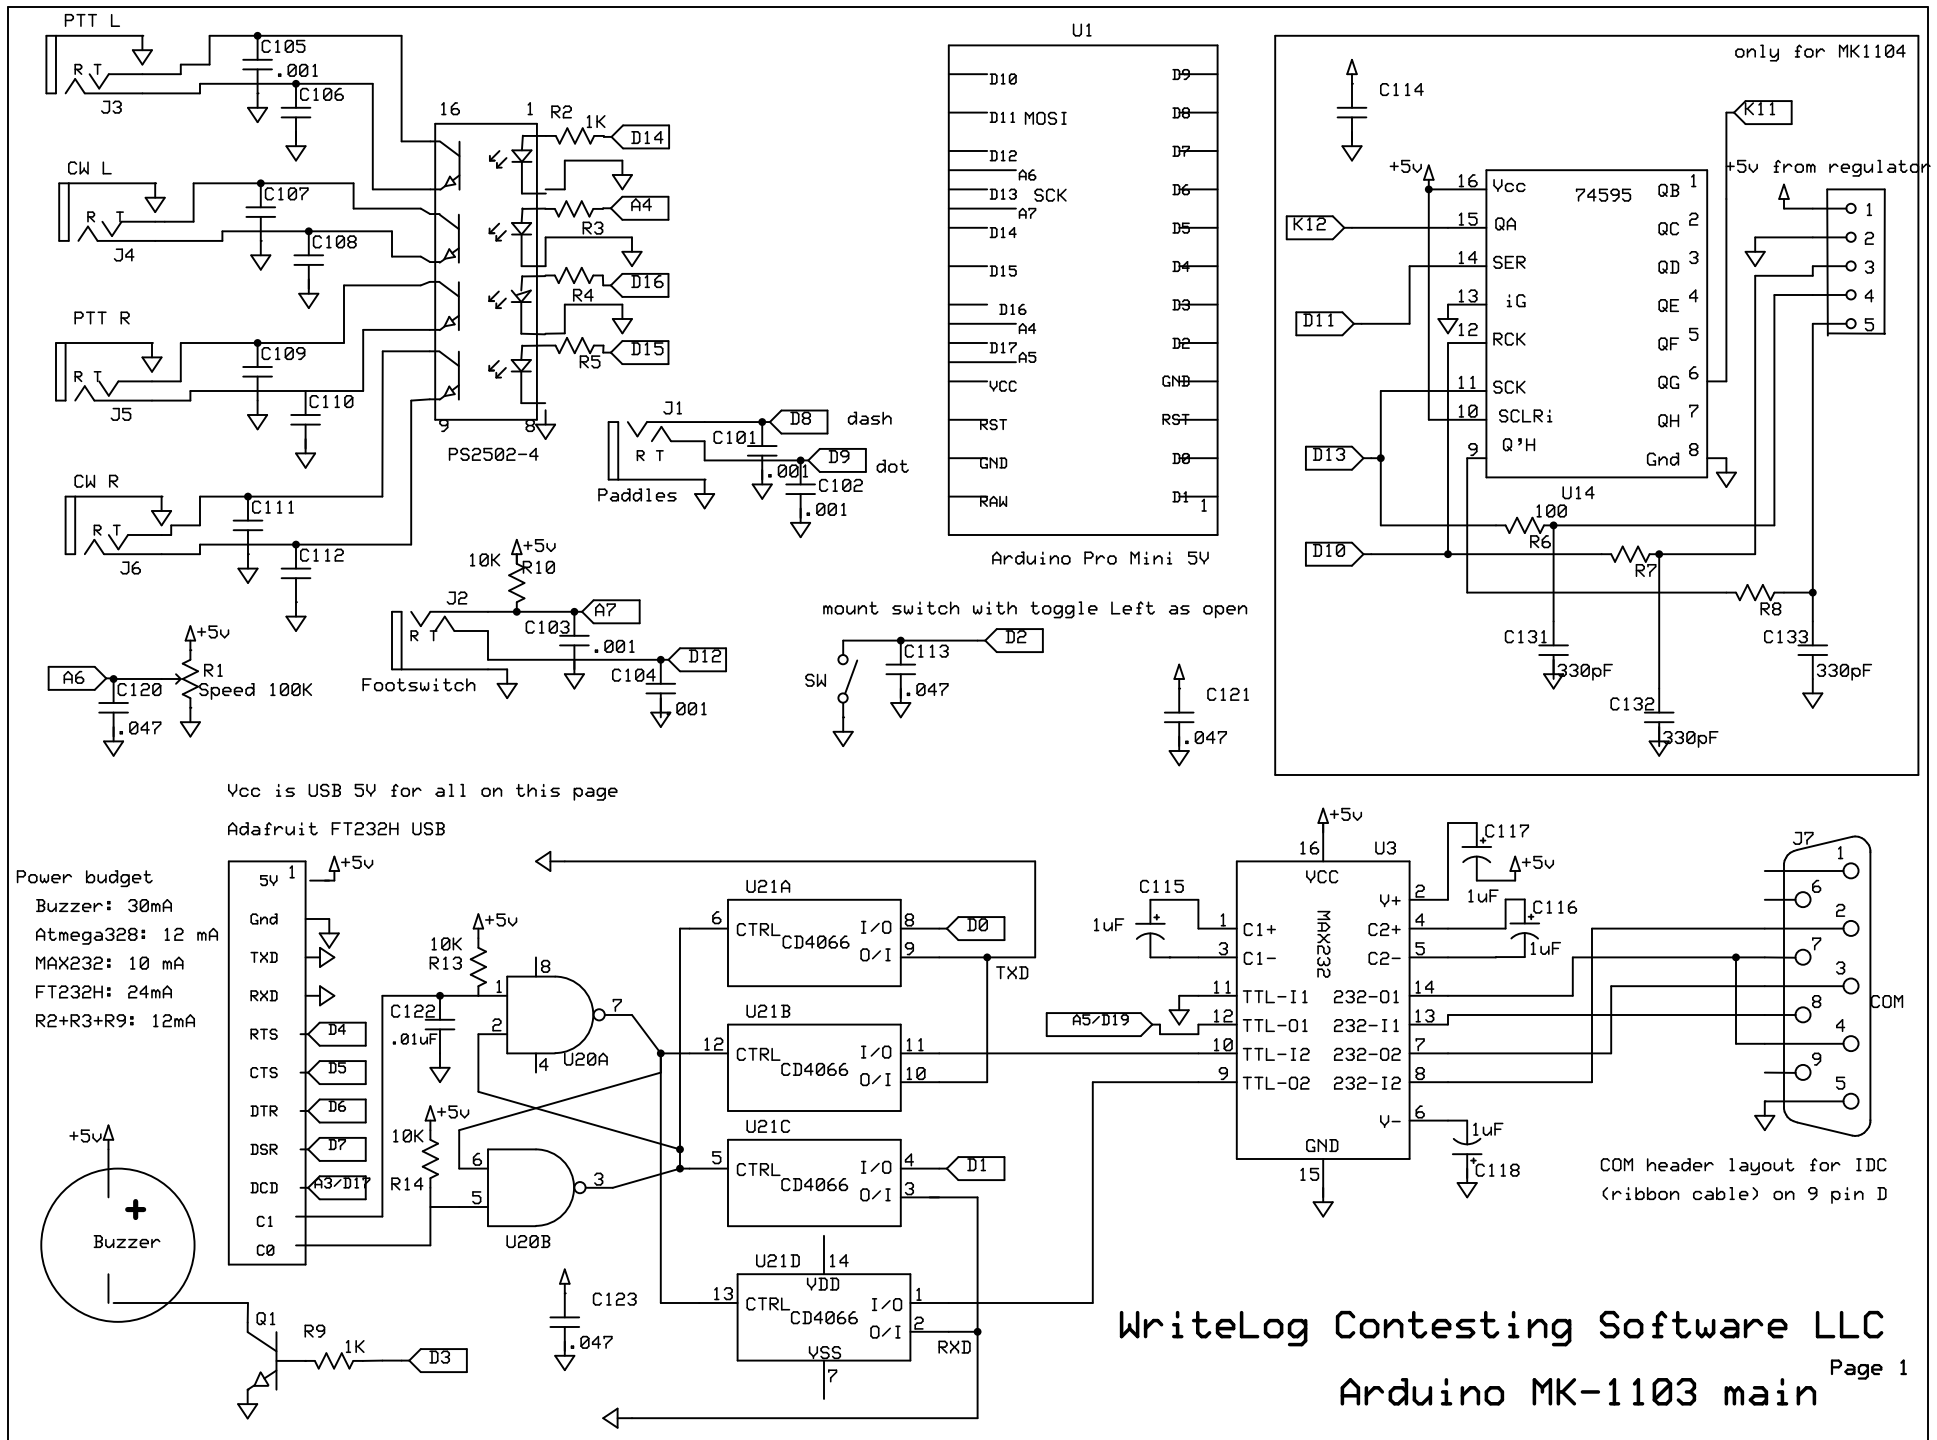 PTT L
C105
.001
R T
C106
J3
CW L
C107
R T
C108
J4
PTT R
C109
R T
C110
J5
CW R
C111
R T
C112
J6
16 1
R2
1K
D14
A4
R3
D16
R4
D15
R5
9 8
PS2502-4
J1
D8 dash
C101
R T
.001
D9 dot
C102
.001
Paddles
+5v
10K
R10
J2
A7
R T
C103
.001
D12
C104
.001
Footswitch
+5v
R1
Speed 100K
A6
C120
.047
U1
D10
D11 MOSI
D12
A6
D13 SCK
A7
D14
D15
D16
A4
D17
A5
VCC
RST
GND
RAW
D9
D8
D7
D6
D5
D4
D3
D2
GND
RST
D0
D1
1
Arduino Pro Mini 5V
mount switch with toggle Left as open
D2
C113
SW
.047
C121
.047
only for MK1104
C114
K11
+5v
+5v from regulator
16 Vcc
74595
QB 1
K12
15 QA
QC 2
14 SER
QD 3
13 iG
QE 4
D11
12 RCK
QF 5
11 SCK
QG 6
10 SCLRi
QH 7
9 Q'H
Gnd 8
U14
1
2
3
4
5
D13
100
R6
D10
R7
R8
C131
330pF
C133
330pF
C132
330pF
Vcc is USB 5V for all on this page
Adafruit FT232H USB
Power budget
Buzzer: 30mA
Atmega328: 12 mA
MAX232: 10 mA
FT232H: 24mA
R2+R3+R9: 12mA
5V 1
+5v
Gnd
TXD
RXD
RTS
D4
CTS
D5
DTR
D6
DSR
D7
DCD
A3/D17
C1
C0
+5v
+
Buzzer
Q1
R9
1K
D3
+5v
10K
R13
C122
.01uF
1
2
8
4
7
U20A
+5v
10K
R14
6
5
3
U20B
C123
.047
U21A
6 CTRL
CD4066
I/O 8
O/I 9
D0
TXD
U21B
12 CTRL
CD4066
I/O 11
O/I 10
U21C
5 CTRL
CD4066
I/O 4
O/I 3
D1
U21D
14
VDD
13 CTRL
CD4066
I/O 1
O/I 2
RXD
VSS
7
+5v
16
U3
VCC
MAX232
C115
1uF
1 C1+
3 C1-
11 TTL-I1
A5/D19
12 TTL-O1
10 TTL-I2
9 TTL-O2
C117
+5v
1uF
2 V+
C116
1uF
4 C2+
5 C2-
232-O1 14
232-I1 13
232-O2 7
232-I2 8
V- 6
1uF
C118
GND
15
J7
1
6
2
7
3
8
4
9
5
COM
COM header layout for IDC
(ribbon cable) on 9 pin D
WriteLog Contesting Software LLC
Page 1
Arduino MK-1103 main